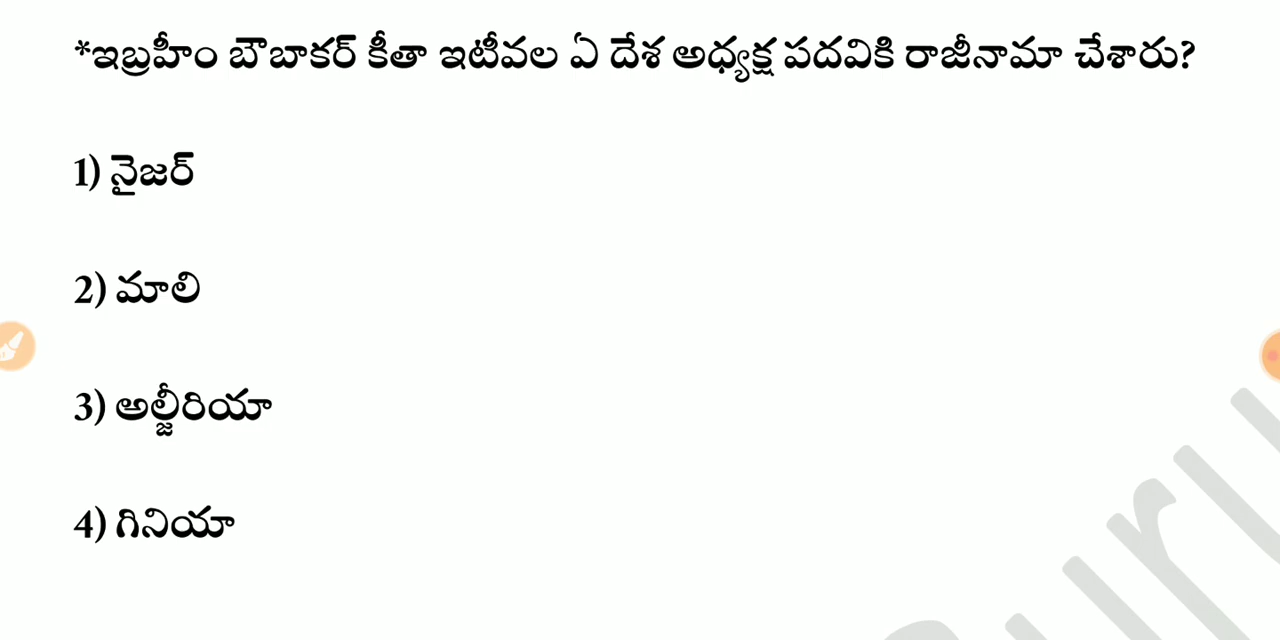 *ఇబ్రహీం బౌబాకర్ కీతా ఇటీవల ఏ దేశ అధ్యక్ష పదవికి రాజీనామా చేశారు?
1) నైజర్
2) మాలి
3) అల్జీరియా
4) గినియా